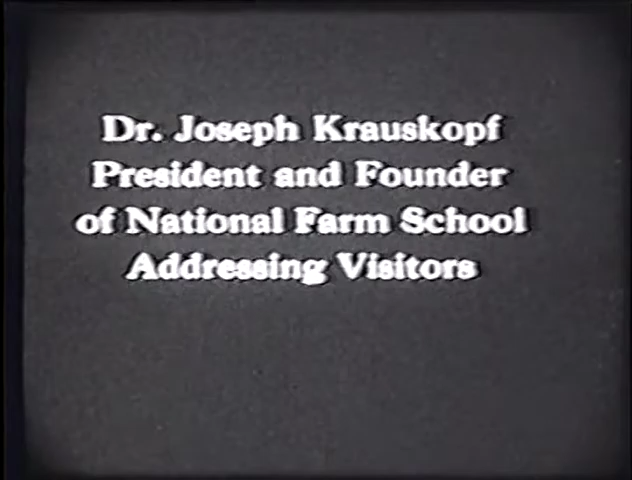 Dr. Joseph Krauskopf
President and Founder
of National Farm School
Addressing Visitors